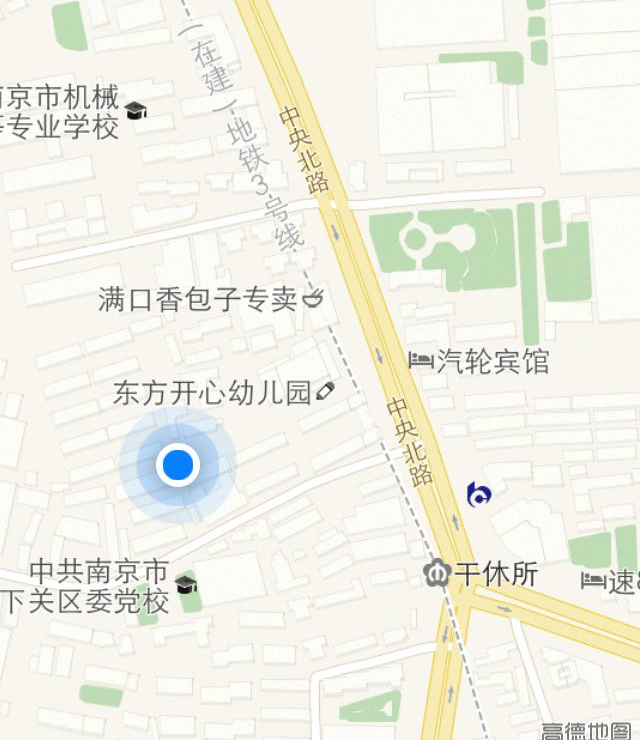 (在建)地铁3号线
中央北路
京市机械
专业学校
满口香包子专卖
汽轮宾馆
东方开心幼儿园
中央北路
中共南京市
下关区委党校
干休所
速8
高德地图